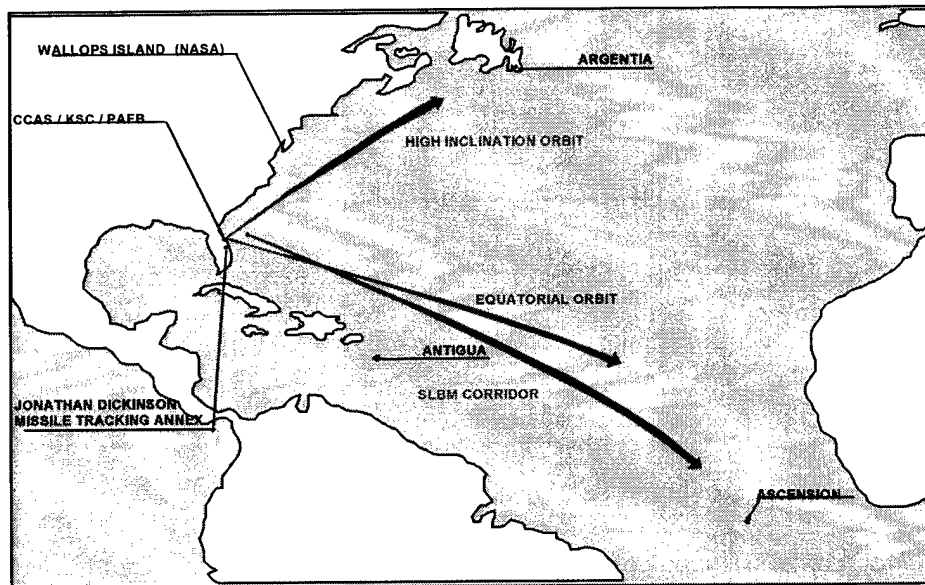 WALLOPS ISLAND (NASA)
ARGENTIA
CCAS / KSC / PAFB
HIGH INCLINATION ORBIT
EQUATORIAL ORBIT
ANTIGUA
SLBM CORRIDOR
JONATHAN DICKINSON
MISSILE TRACKING ANNEX
ASCENSION